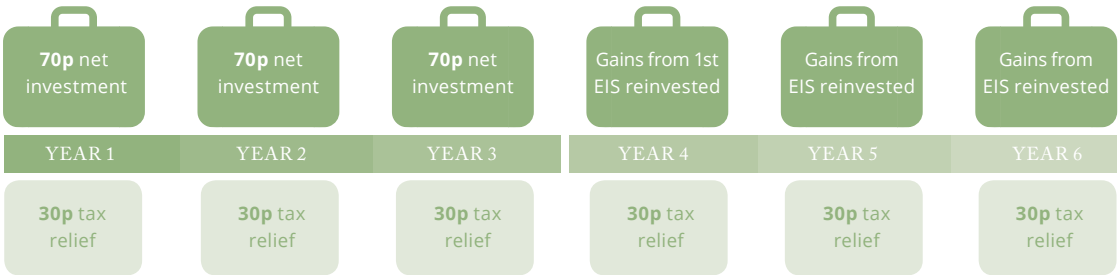 70p net
investment
70p net
investment
70p net
investment
Gains from 1st
EIS reinvested
Gains from
EIS reinvested
Gains from
EIS reinvested
YEAR 1
YEAR 2
YEAR 3
YEAR 4
YEAR 5
YEAR 6
30p tax
relief
30p tax
relief
30p tax
relief
30p tax
relief
30p tax
relief
30p tax
relief